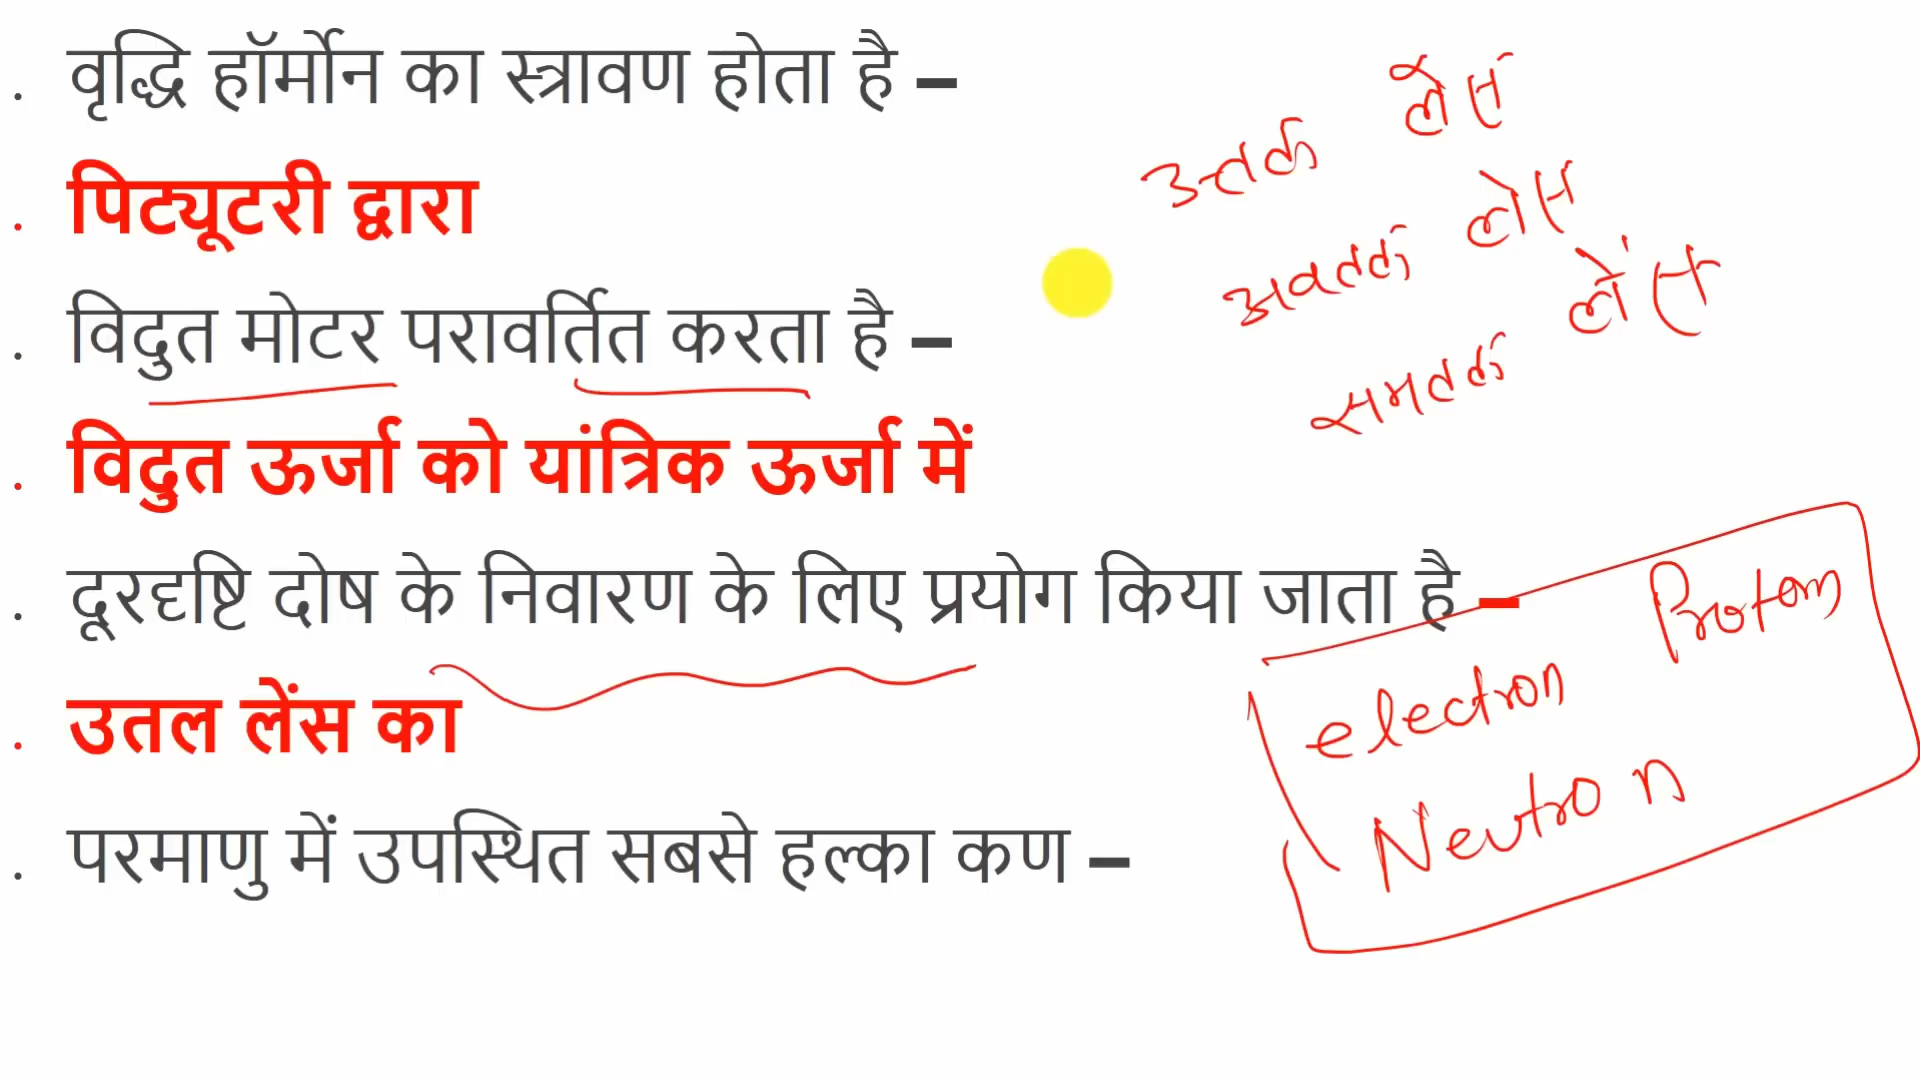 . वृद्धि हॉर्मोन का स्त्रावण होता है –
. पिट्यूटरी द्वारा
. विदुत मोटर परावर्तित करता है –
. विदुत ऊर्जा को यांत्रिक ऊर्जा में
. दूरदृष्टि दोष के निवारण के लिए प्रयोग किया जाता है –
. उतल लेंस का
. परमाणु में उपस्थित सबसे हल्का कण –
उत्तल लेंस
अवतल लेंस
समतल लेंस
electron Proton
Neutron